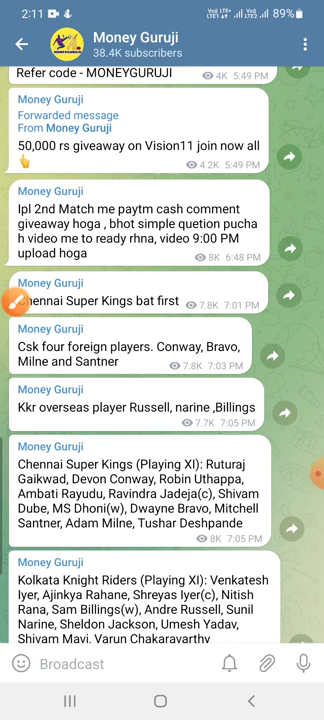 2:11
Vo) LTE+
LTE1
Vo)
LTE2
89%
Money Guruji
38.4K subscribers
Refer code - MONEYGURUJI
4K 5:49 PM
Money Guruji
Forwarded message
From Money Guruji
50,000 rs giveaway on Vision11 join now all
👆 4.2K 5:49 PM
Money Guruji
Ipl 2nd Match me paytm cash comment
giveaway hoga , bhot simple quetion pucha
h video me to ready rhna, video 9:00 PM
upload hoga 8K 6:48 PM
Money Guruji
Chennai Super Kings bat first 7.8K 7:01 PM
Money Guruji
Csk four foreign players. Conway, Bravo,
Milne and Santner 7.8K 7:03 PM
Money Guruji
Kkr overseas player Russell, narine ,Billings
7.7K 7:05 PM
Money Guruji
Chennai Super Kings (Playing XI): Ruturaj
Gaikwad, Devon Conway, Robin Uthappa,
Ambati Rayudu, Ravindra Jadeja(c), Shivam
Dube, MS Dhoni(w), Dwayne Bravo, Mitchell
Santner, Adam Milne, Tushar Deshpande
8K 7:05 PM
Money Guruji
Kolkata Knight Riders (Playing XI): Venkatesh
Iyer, Ajinkya Rahane, Shreyas Iyer(c), Nitish
Rana, Sam Billings(w), Andre Russell, Sunil
Narine, Sheldon Jackson, Umesh Yadav,
Shivam Mavi, Varun Chakaravarthy
Broadcast